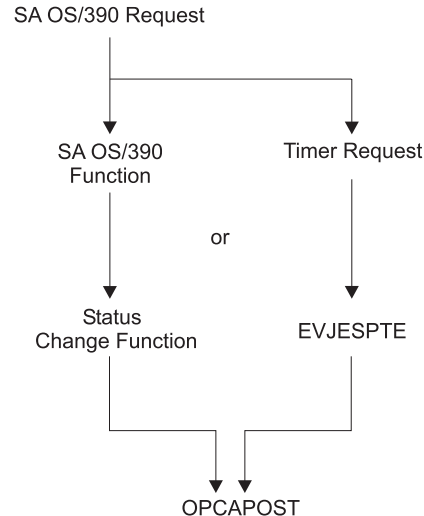 SA OS/390 Request
SA OS/390
Function
Timer Request
or
Status
Change Function
EVJESPTE
OPCAPOST